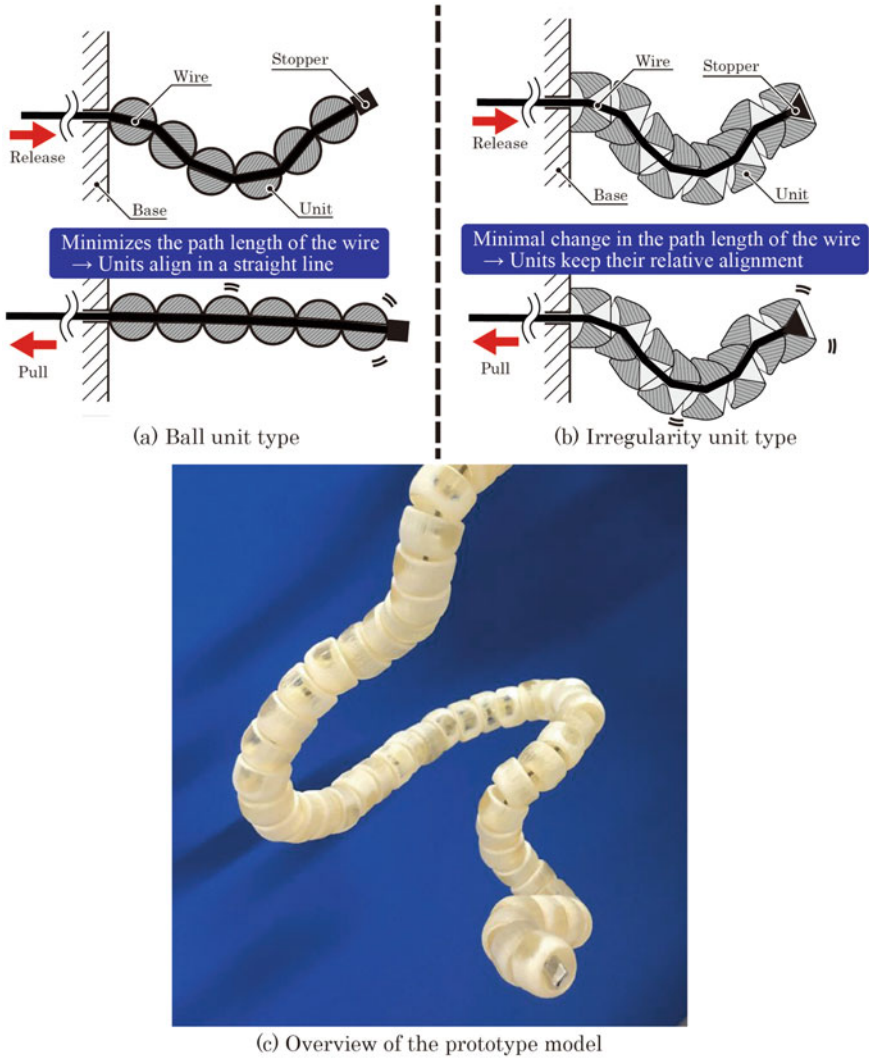 Wire
Stopper
Release
Base
Unit
Minimizes the path length of the wire
→ Units align in a straight line
Pull
(a) Ball unit type
Wire
Stopper
Release
Base
Unit
Minimal change in the path length of the wire
→ Units keep their relative alignment
Pull
(b) Irregularity unit type
(c) Overview of the prototype model